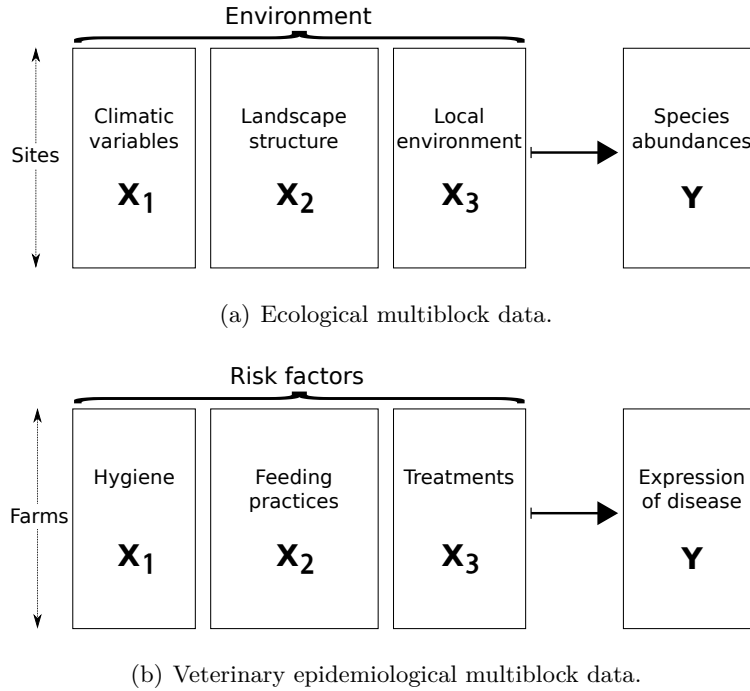 Environment
Sites
Climatic
variables
X1
Landscape
structure
X2
Local
environment
X3
Species
abundances
Y
(a) Ecological multiblock data.
Risk factors
Farms
Hygiene
X1
Feeding
practices
X2
Treatments
X3
Expression
of disease
Y
(b) Veterinary epidemiological multiblock data.